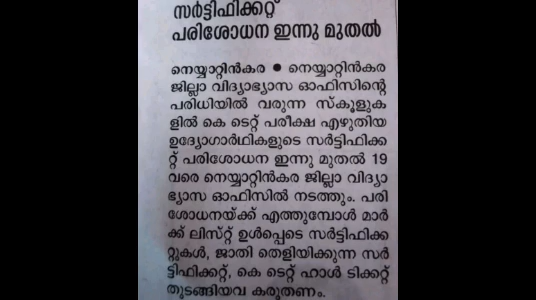 സർട്ടിഫിക്കറ്റ്
പരിശോധന ഇന്നു മുതൽ
നെയ്യാറ്റിൻകര ● നെയ്യാറ്റിൻകര
ജില്ലാ വിദ്യാഭ്യാസ ഓഫിസിന്റെ
പരിധിയിൽ വരുന്ന സ്കൂളുക
ളിൽ കെ ടെറ്റ് പരീക്ഷ എഴുതിയ
ഉദ്യോഗാർഥികളുടെ സർട്ടിഫിക്ക
റ്റ് പരിശോധന ഇന്നു മുതൽ 19
വരെ നെയ്യാറ്റിൻകര ജില്ലാ വിദ്യാ
ഭ്യാസ ഓഫിസിൽ നടത്തും. പരി
ശോധനയ്ക്ക് എത്തുമ്പോൾ മാർ
ക്ക് ലിസ്റ്റ് ഉൾപ്പെടെ സർട്ടിഫിക്ക
റ്റുകൾ, ജാതി തെളിയിക്കുന്ന സർ
ട്ടിഫിക്കറ്റ്, കെ ടെറ്റ് ഹാൾ ടിക്കറ്റ്
തുടങ്ങിയവ കരുതണം.